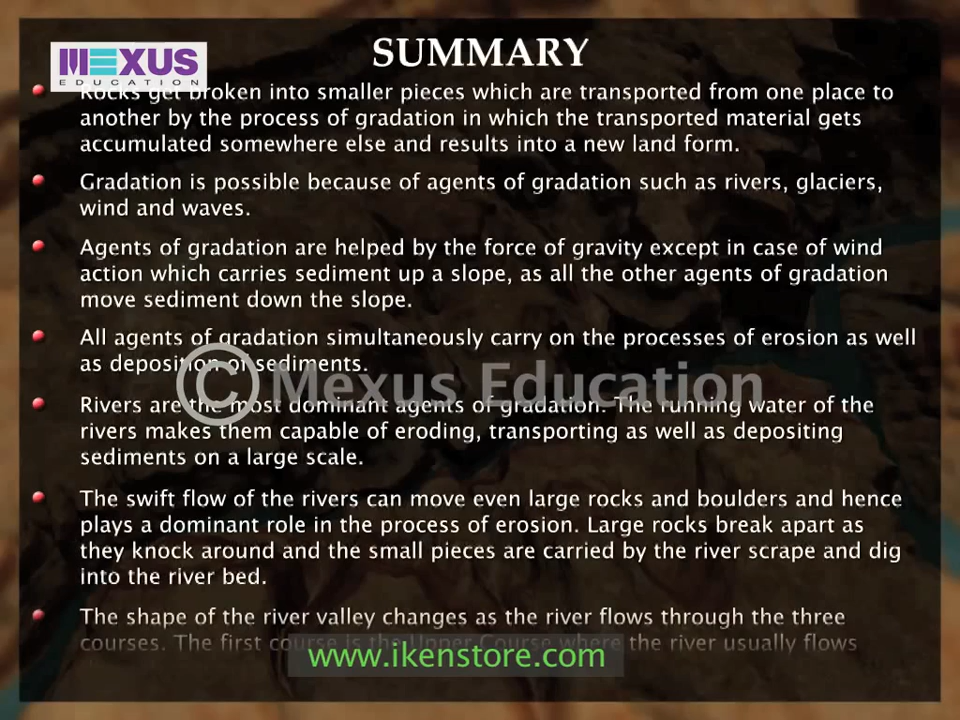 MEXUS
EDUCATION
SUMMARY
Rocks get broken into smaller pieces which are transported from one place to
another by the process of gradation in which the transported material gets
accumulated somewhere else and results into a new land form.
Gradation is possible because of agents of gradation such as rivers, glaciers,
wind and waves.
Agents of gradation are helped by the force of gravity except in case of wind
action which carries sediment up a slope, as all the other agents of gradation
move sediment down the slope.
All agents of gradation simultaneously carry on the processes of erosion as well
as deposition of sediments.
© Mexus Education
Rivers are the most dominant agents of gradation. The running water of the
rivers makes them capable of eroding, transporting as well as depositing
sediments on a large scale.
The swift flow of the rivers can move even large rocks and boulders and hence
plays a dominant role in the process of erosion. Large rocks break apart as
they knock around and the small pieces are carried by the river scrape and dig
into the river bed.
The shape of the river valley changes as the river flows through the three
courses. The first course is the Upper Course where the river usually flows
www.ikenstore.com